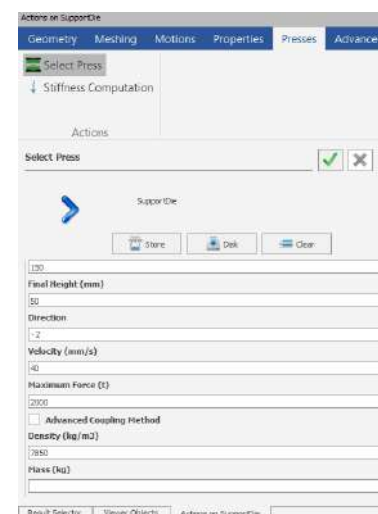 Actions on SupportDie
Geometry Meshing Motions Properties Presses Advance
Select Press
Stiffness Computation
Actions
Select Press
SupportDie
Store Disk Clear
150
Final Height (mm)
50
Direction
-Z
Velocity (mm/s)
40
Maximum Force (t)
2000
Advanced Coupling Method
Density (kg/m3)
7850
Mass (kg)
Result Selector Viewer Objects Actions on SupportDie